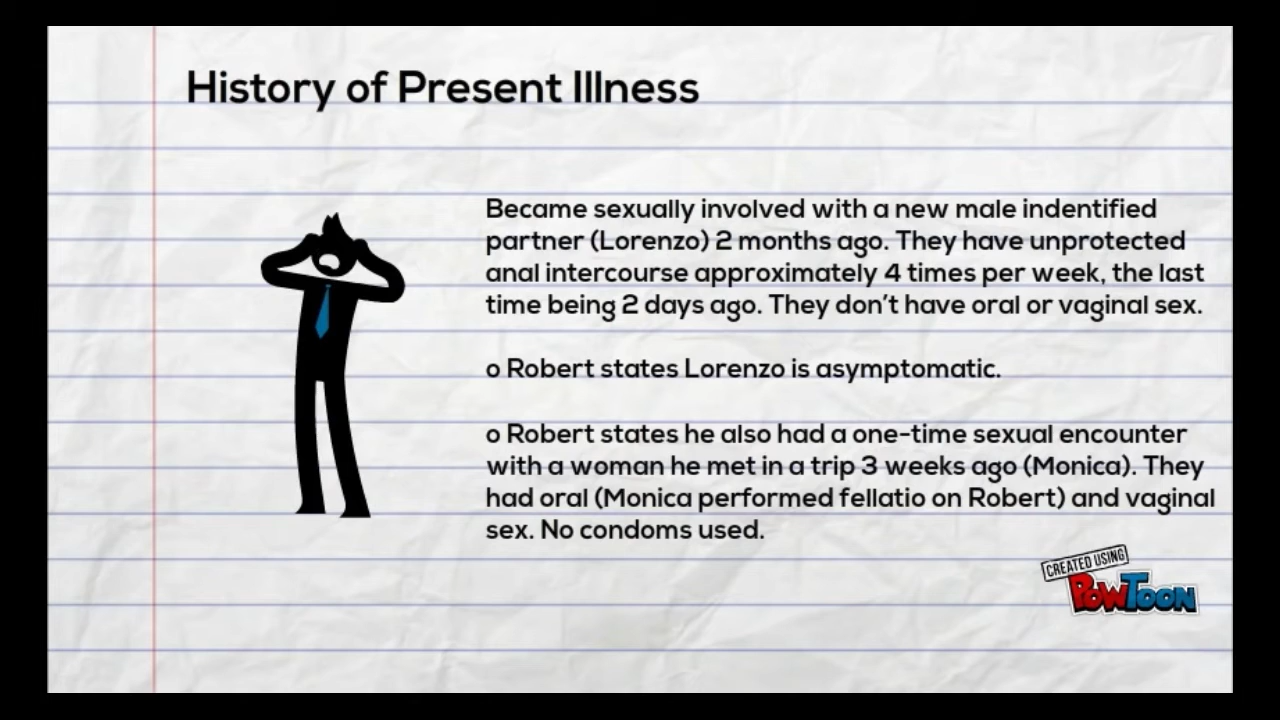 History of Present Illness
Became sexually involved with a new male indentified
partner (Lorenzo) 2 months ago. They have unprotected
anal intercourse approximately 4 times per week, the last
time being 2 days ago. They don't have oral or vaginal sex.
o Robert states Lorenzo is asymptomatic.
o Robert states he also had a one-time sexual encounter
with a woman he met in a trip 3 weeks ago (Monica). They
had oral (Monica performed fellatio on Robert) and vaginal
sex. No condoms used.
CREATED USING
POWTOON